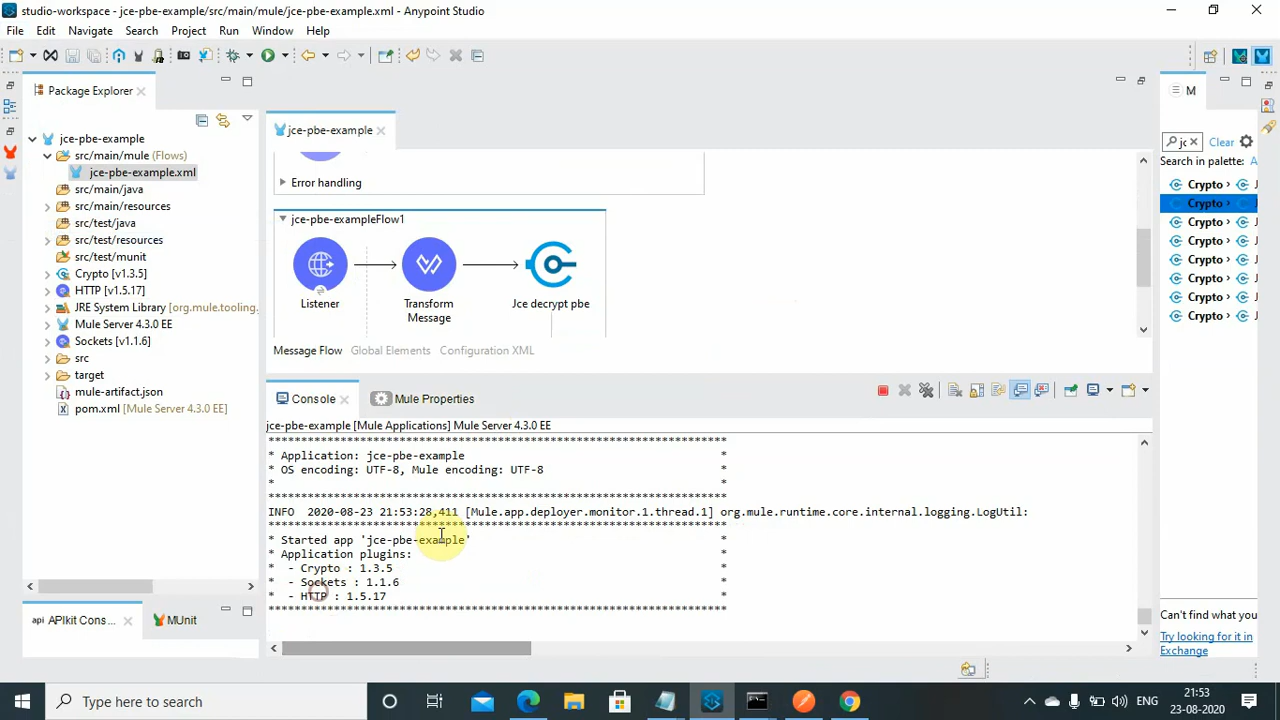 studio-workspace - jce-pbe-example/src/main/mule/jce-pbe-example.xml - Anypoint Studio
File Edit Navigate Search Project Run Window Help
Package Explorer
jce-pbe-example
src/main/mule (Flows)
jce-pbe-example.xml
src/main/java
src/main/resources
src/test/java
src/test/resources
src/test/munit
Crypto [v1.3.5]
HTTP [v1.5.17]
JRE System Library [org.mule.tooling.
Mule Server 4.3.0 EE
Sockets [v1.1.6]
src
target
mule-artifact.json
pom.xml [Mule Server 4.3.0 EE]
APIkit Cons...
MUnit
jce-pbe-example
Error handling
jce-pbe-exampleFlow1
Listener
Transform
Message
Jce decrypt pbe
Message Flow Global Elements Configuration XML
M
jc
Clear
Search in palette: A
Crypto › J
Crypto › J
Crypto › J
Crypto › J
Crypto › J
Crypto › J
Crypto › J
Crypto › J
Can't find what you
Try looking for it in
Exchange
Console
Mule Properties
jce-pbe-example [Mule Applications] Mule Server 4.3.0 EE
**********************************************************************
* Application: jce-pbe-example *
* OS encoding: UTF-8, Mule encoding: UTF-8 *
* *
**********************************************************************
INFO 2020-08-23 21:53:28,411 [Mule.app.deployer.monitor.1.thread.1] org.mule.runtime.core.internal.logging.LogUtil:
**********************************************************************
* Started app 'jce-pbe-example' *
* Application plugins: *
* - Crypto : 1.3.5 *
* - Sockets : 1.1.6 *
* - HTTP : 1.5.17 *
**********************************************************************
Type here to search
ENG
21:53
23-08-2020